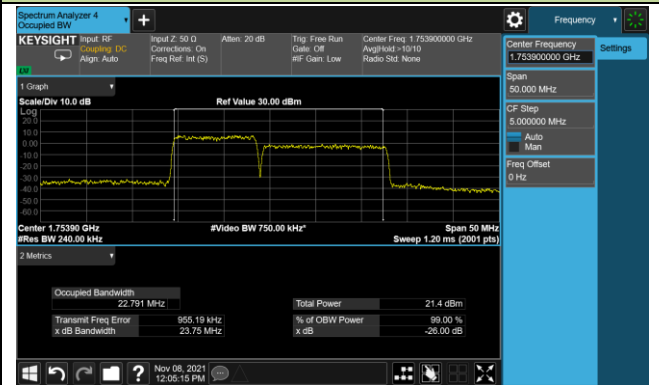 Spectrum Analyzer 4
Occupied BW
Frequency
KEYSIGHT
Input: RF
Coupling: DC
Align: Auto
Input Z: 50 Ω
Corrections: On
Freq Ref: Int (S)
Atten: 20 dB
Trig: Free Run
Gate: Off
#IF Gain: Low
Center Freq: 1.753900000 GHz
Avg|Hold:>10/10
Radio Std: None
Center Frequency
1.753900000 GHz
Settings
Span
50.000 MHz
CF Step
5.000000 MHz
Auto
Man
Freq Offset
0 Hz
1 Graph
Scale/Div 10.0 dB
Ref Value 30.00 dBm
Log
20.0
10.0
0.00
-10.0
-20.0
-30.0
-40.0
-50.0
-60.0
Center 1.75390 GHz
#Video BW 750.00 kHz*
Span 50 MHz
#Res BW 240.00 kHz
Sweep 1.20 ms (2001 pts)
2 Metrics
Occupied Bandwidth
22.791 MHz
Total Power
21.4 dBm
Transmit Freq Error
955.19 kHz
% of OBW Power
99.00 %
x dB Bandwidth
23.75 MHz
x dB
-26.00 dB
Nov 08, 2021
12:05:15 PM